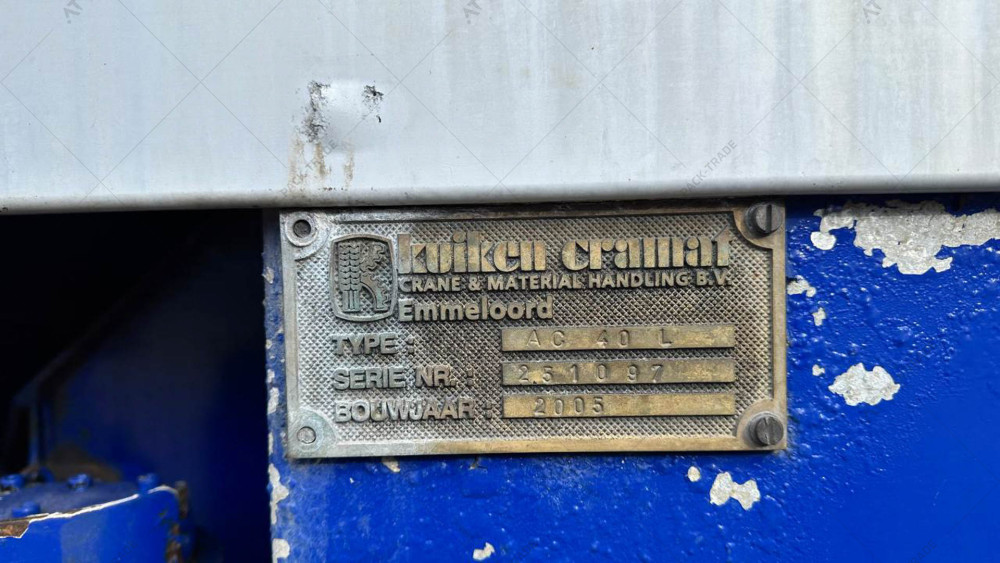 kuiken cramat
CRANE & MATERIAL HANDLING B.V.
Emmeloord
TYPE : AC 40 L
SERIE NR. : 251097
BOUWJAAR : 2005